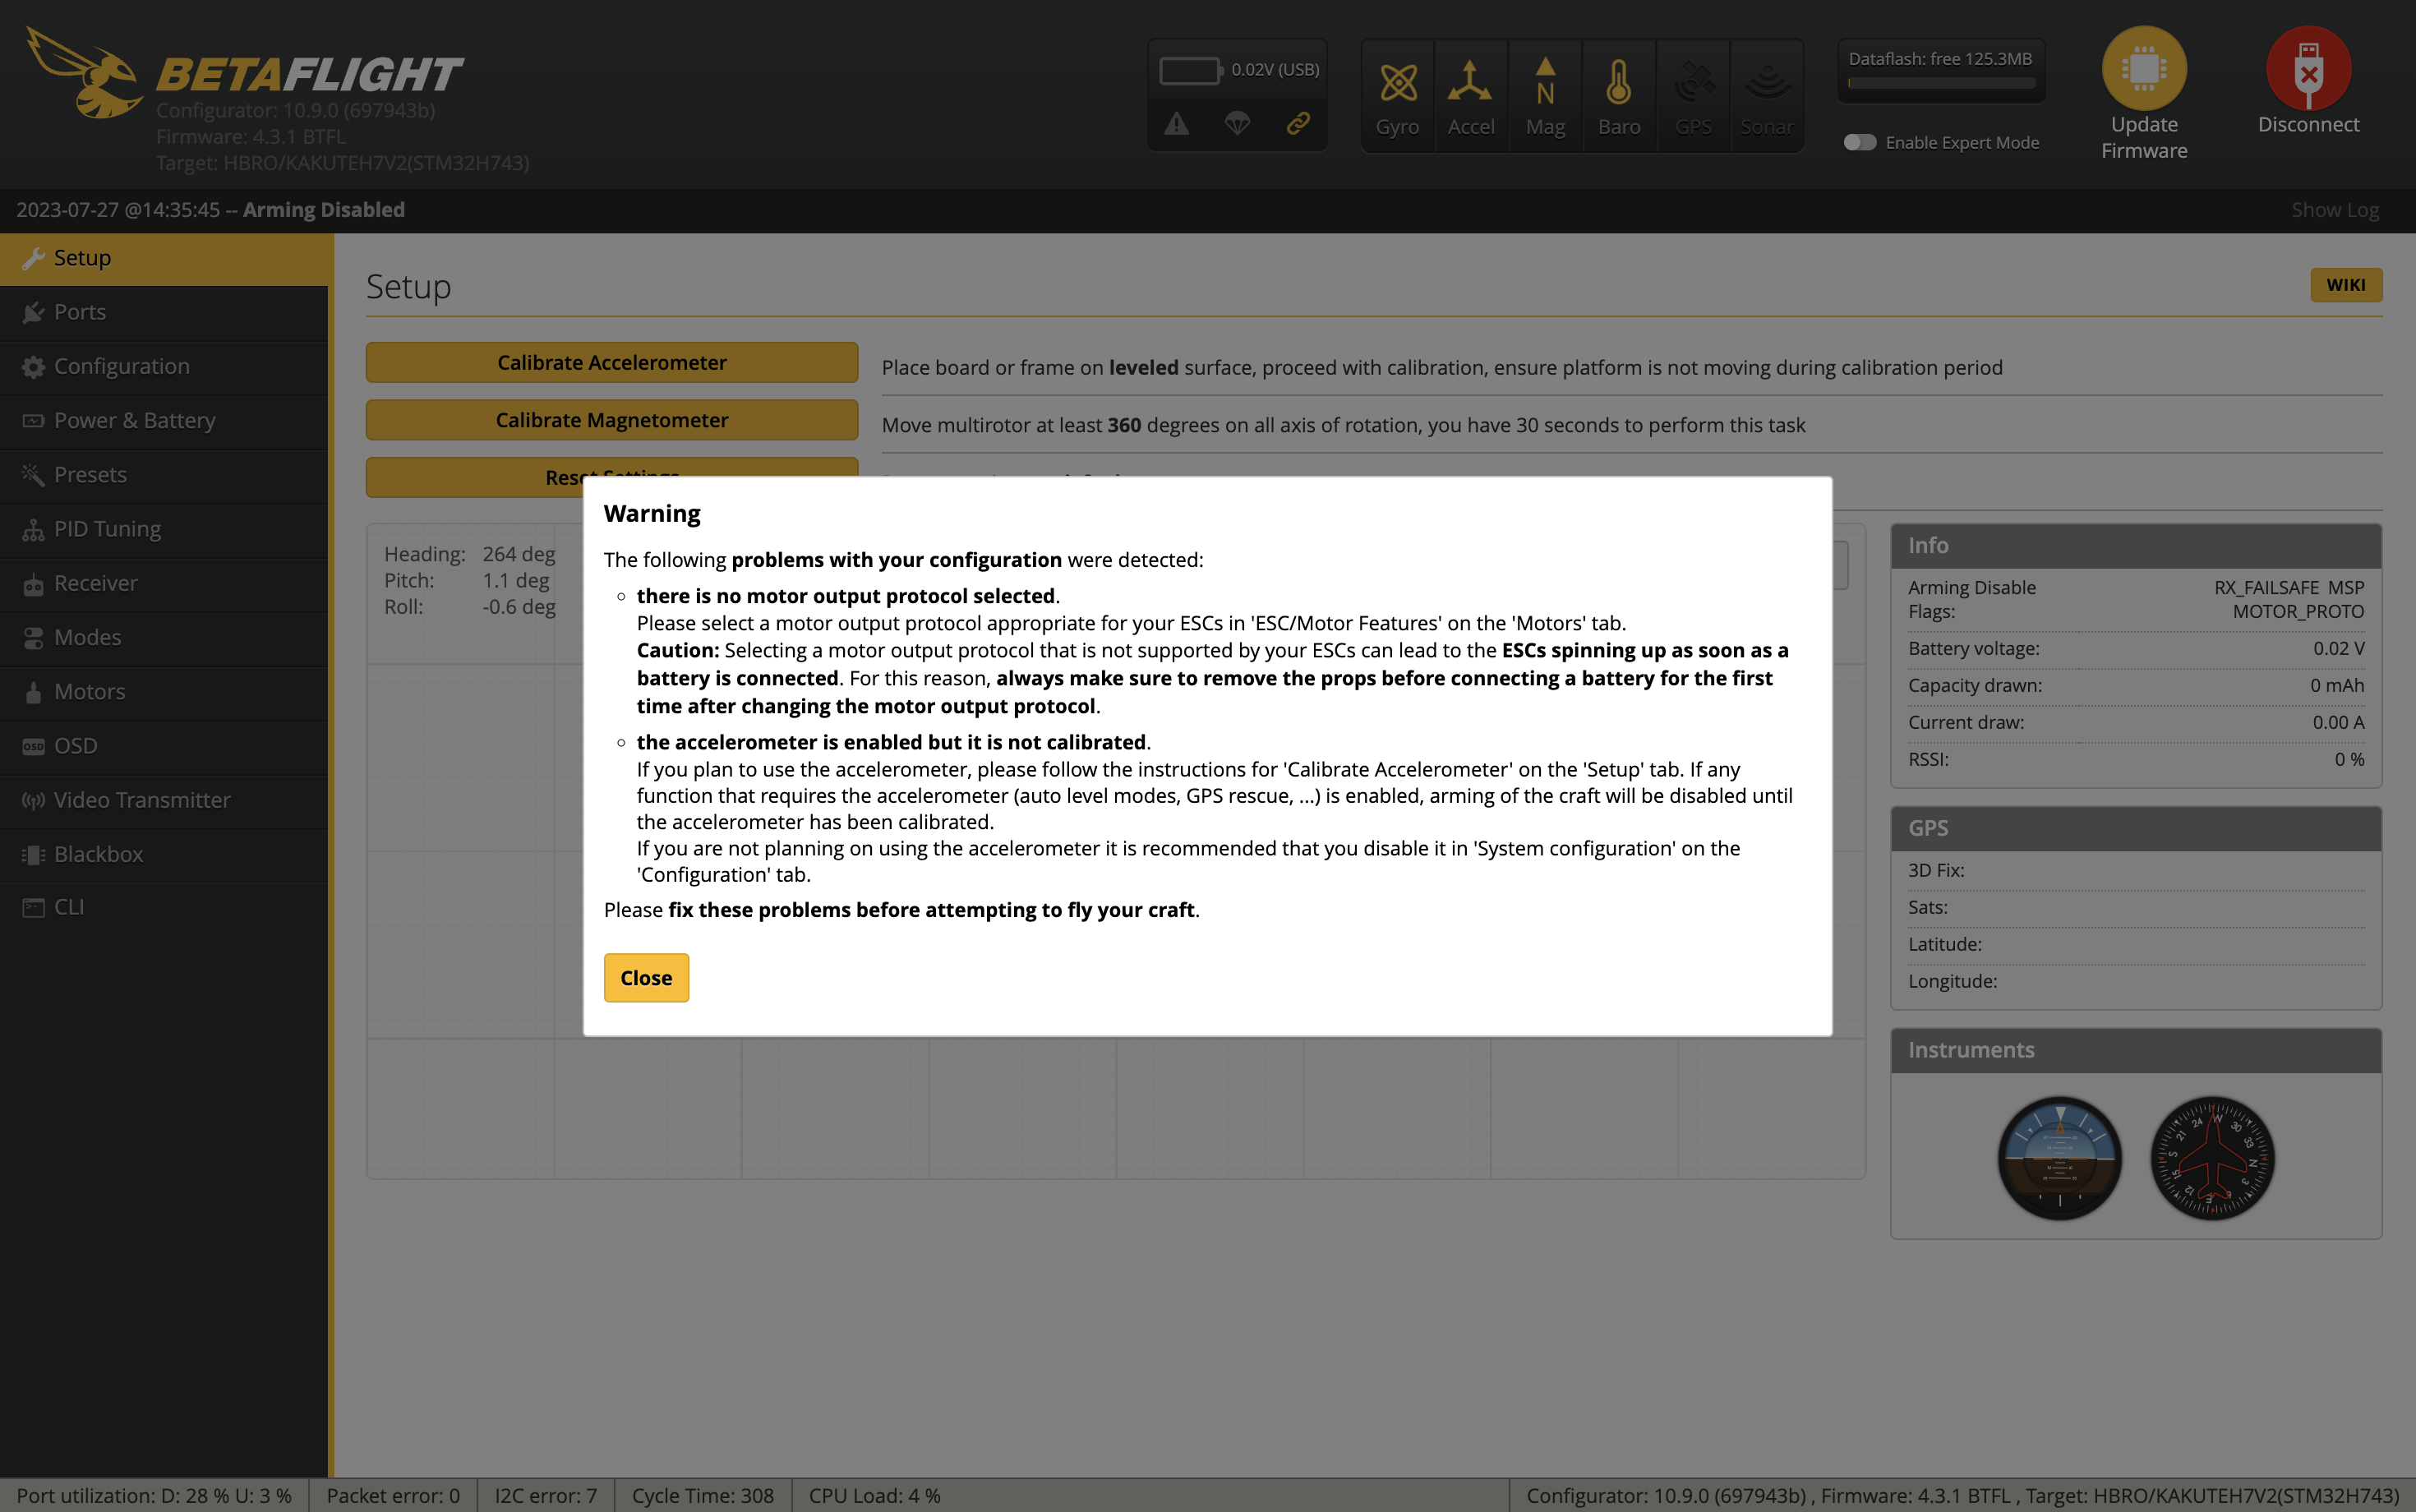 BETAFLIGHT
Configurator: 10.9.0 (697943b)
Firmware: 4.3.1 BTFL
Target: HBRO/KAKUTEH7V2(STM32H743)
0.02V (USB)
Gyro
Accel
Mag
Baro
GPS
Sonar
Dataflash: free 125.3MB
Enable Expert Mode
Update
Firmware
Disconnect
2023-07-27 @14:35:45 -- Arming Disabled
Show Log
Setup
Ports
Configuration
Power & Battery
Presets
PID Tuning
Receiver
Modes
Motors
OSD
Video Transmitter
Blackbox
CLI
Setup
WIKI
Calibrate Accelerometer
Place board or frame on leveled surface, proceed with calibration, ensure platform is not moving during calibration period
Calibrate Magnetometer
Move multirotor at least 360 degrees on all axis of rotation, you have 30 seconds to perform this task
Reset Settings
Heading: 264 deg
Pitch: 1.1 deg
Roll: -0.6 deg
Warning
The following problems with your configuration were detected:
there is no motor output protocol selected.
Please select a motor output protocol appropriate for your ESCs in 'ESC/Motor Features' on the 'Motors' tab.
Caution: Selecting a motor output protocol that is not supported by your ESCs can lead to the ESCs spinning up as soon as a
battery is connected. For this reason, always make sure to remove the props before connecting a battery for the first
time after changing the motor output protocol.
the accelerometer is enabled but it is not calibrated.
If you plan to use the accelerometer, please follow the instructions for 'Calibrate Accelerometer' on the 'Setup' tab. If any
function that requires the accelerometer (auto level modes, GPS rescue, ...) is enabled, arming of the craft will be disabled until
the accelerometer has been calibrated.
If you are not planning on using the accelerometer it is recommended that you disable it in 'System configuration' on the
'Configuration' tab.
Please fix these problems before attempting to fly your craft.
Close
Info
Arming Disable RX_FAILSAFE MSP
Flags: MOTOR_PROTO
Battery voltage: 0.02 V
Capacity drawn: 0 mAh
Current draw: 0.00 A
RSSI: 0 %
GPS
3D Fix:
Sats:
Latitude:
Longitude:
Instruments
Port utilization: D: 28 % U: 3 %
Packet error: 0
I2C error: 7
Cycle Time: 308
CPU Load: 4 %
Configurator: 10.9.0 (697943b) , Firmware: 4.3.1 BTFL , Target: HBRO/KAKUTEH7V2(STM32H743)